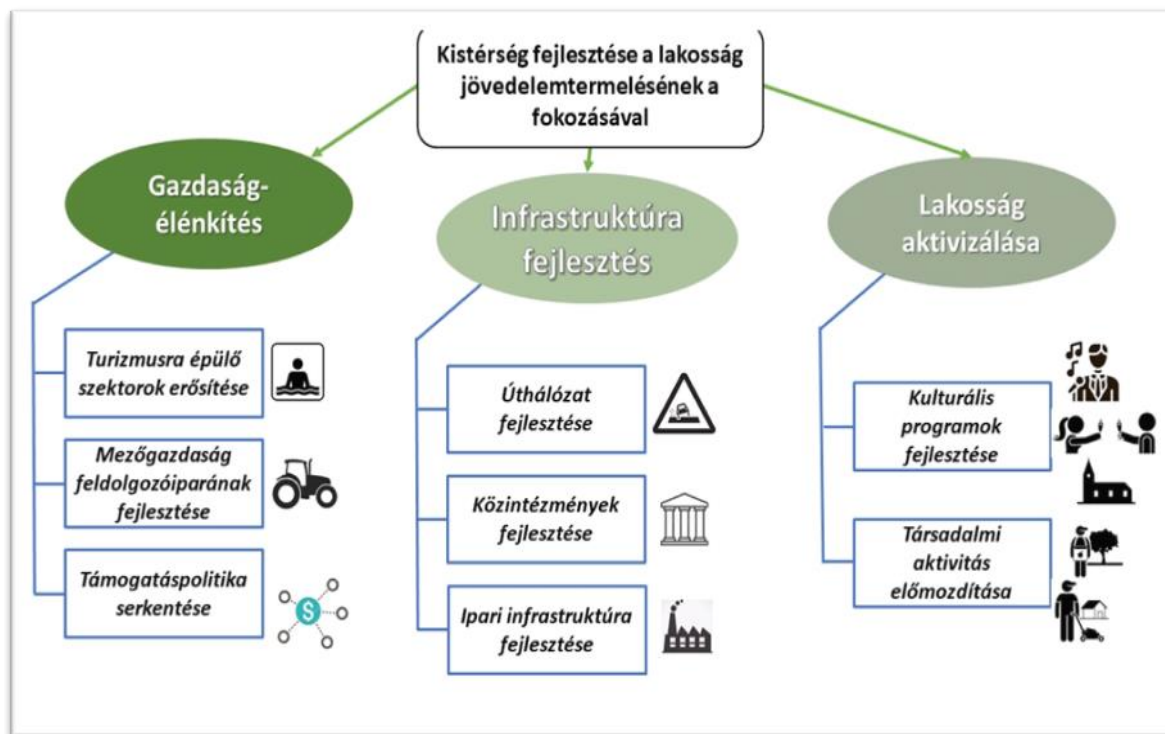 Kistérség fejlesztése a lakosság
jövedelemtermelésének a
fokozásával
Gazdaság-
élénkítés
Turizmusra épülő
szektorok erősítése
Mezőgazdaság
feldolgozóiparának
fejlesztése
Támogatáspolitika
serkentése
$
Infrastruktúra
fejlesztés
Úthálózat
fejlesztése
Közintézmények
fejlesztése
Ipari infrastruktúra
fejlesztése
Lakosság
aktivizálása
Kulturális
programok
fejlesztése
Társadalmi
aktivitás
előmozdítása